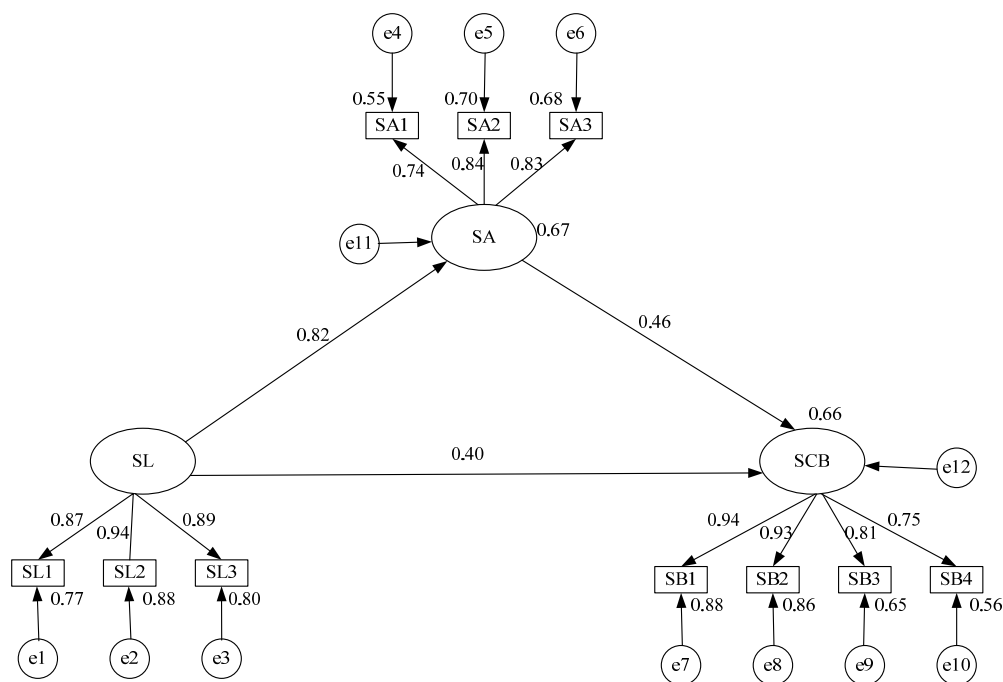 e4 e5 e6
0.55 0.70 0.68
SA1 SA2 SA3
0.74 0.84 0.83
e11 SA 0.67
0.82 0.46
0.66
SL 0.40 SCB e12
0.87 0.94 0.89 0.94 0.93 0.81 0.75
SL1 SL2 SL3 SB1 SB2 SB3 SB4
0.77 0.88 0.80 0.88 0.86 0.65 0.56
e1 e2 e3 e7 e8 e9 e10